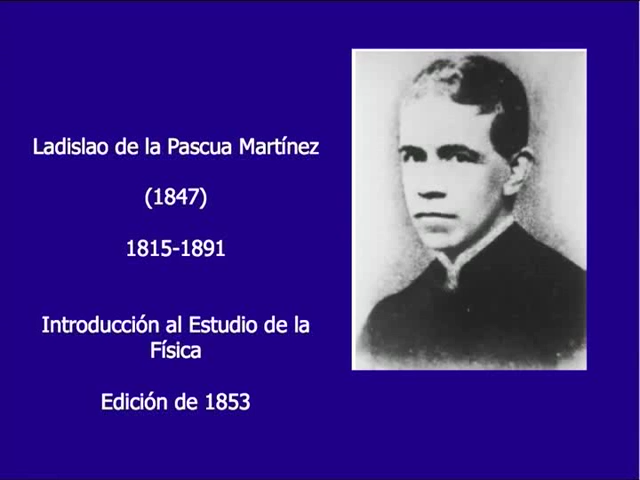 Ladislao de la Pascua Martínez
(1847)
1815-1891
Introducción al Estudio de la
Física
Edición de 1853